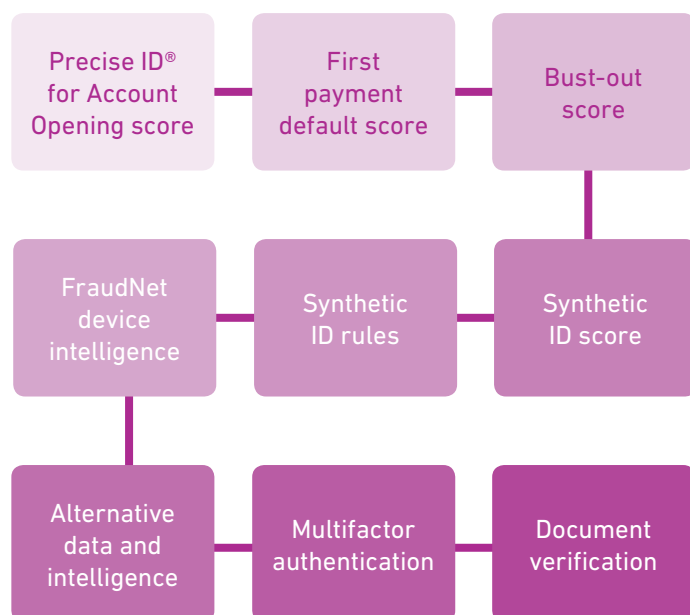 Precise ID®
for Account
Opening score
First
payment
default score
Bust-out
score
FraudNet
device
intelligence
Synthetic
ID rules
Synthetic
ID score
Alternative
data and
intelligence
Multifactor
authentication
Document
verification